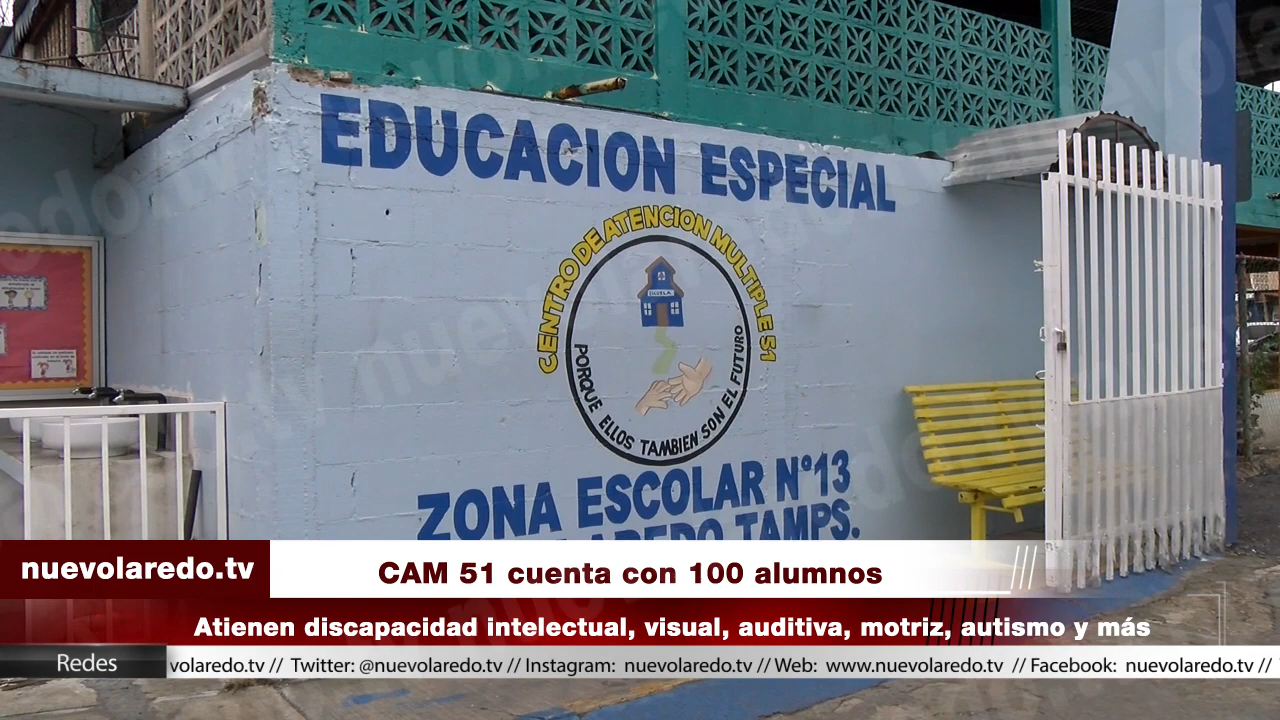 EDUCACION ESPECIAL
CENTRO DE ATENCION MULTIPLE 51
ESCUELA
PORQUE ELLOS TAMBIEN SON EL FUTURO
ZONA ESCOLAR N°13
LAREDO TAMPS.
nuevolaredo.tv
CAM 51 cuenta con 100 alumnos
Atienen discapacidad intelectual, visual, auditiva, motriz, autismo y más
Redes
volaredo.tv // Twitter: @nuevolaredo.tv // Instagram: nuevolaredo.tv // Web: www.nuevolaredo.tv // Facebook: nuevolaredo.tv //